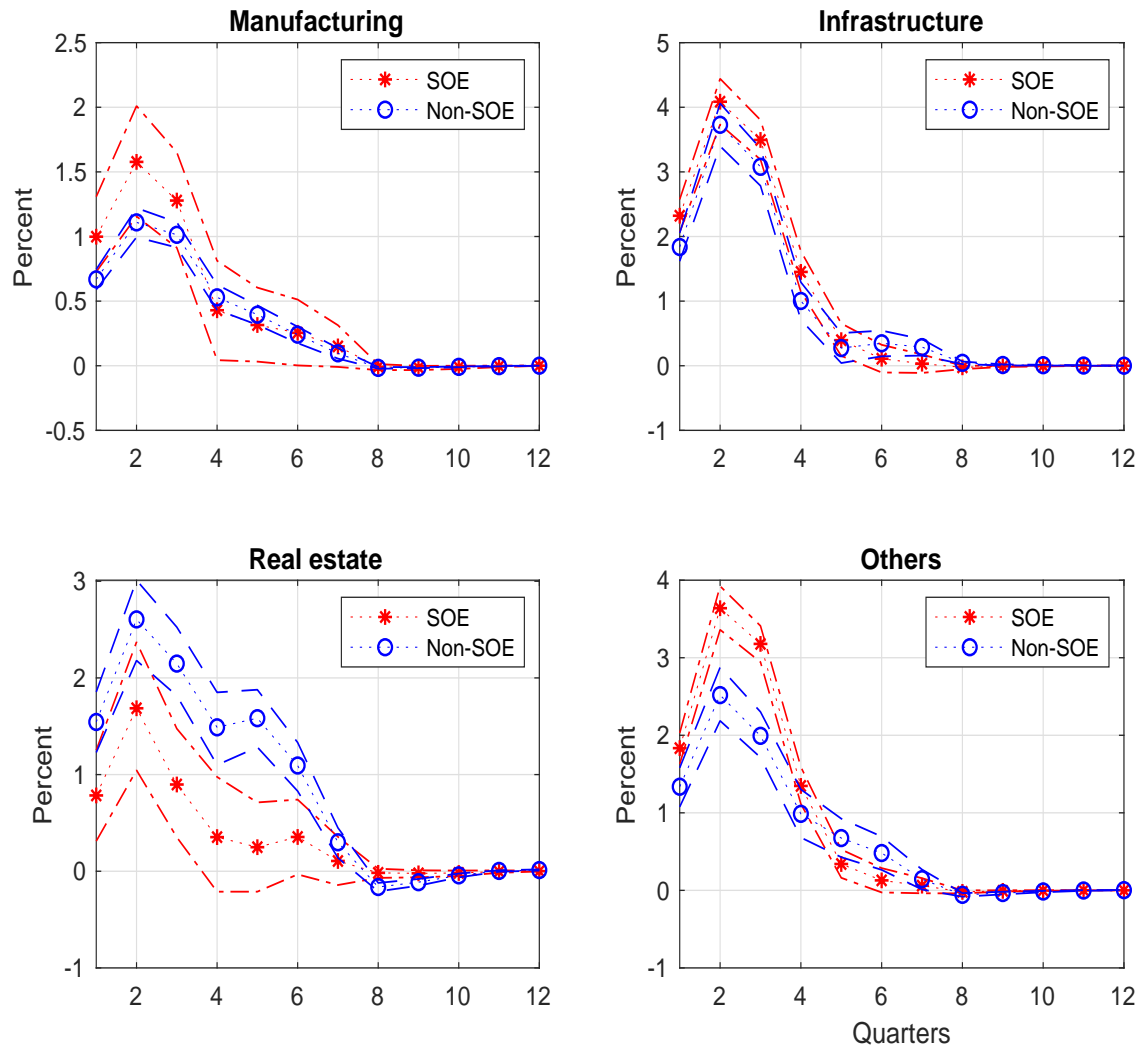 Manufacturing
2.5
2
1.5
1
0.5
0
-0.5
Percent
SOE
Non-SOE
2 4 6 8 10 12
Infrastructure
5
4
3
2
1
0
-1
Percent
SOE
Non-SOE
2 4 6 8 10 12
Real estate
3
2
1
0
-1
Percent
SOE
Non-SOE
2 4 6 8 10 12
Others
4
3
2
1
0
-1
Percent
SOE
Non-SOE
2 4 6 8 10 12
Quarters